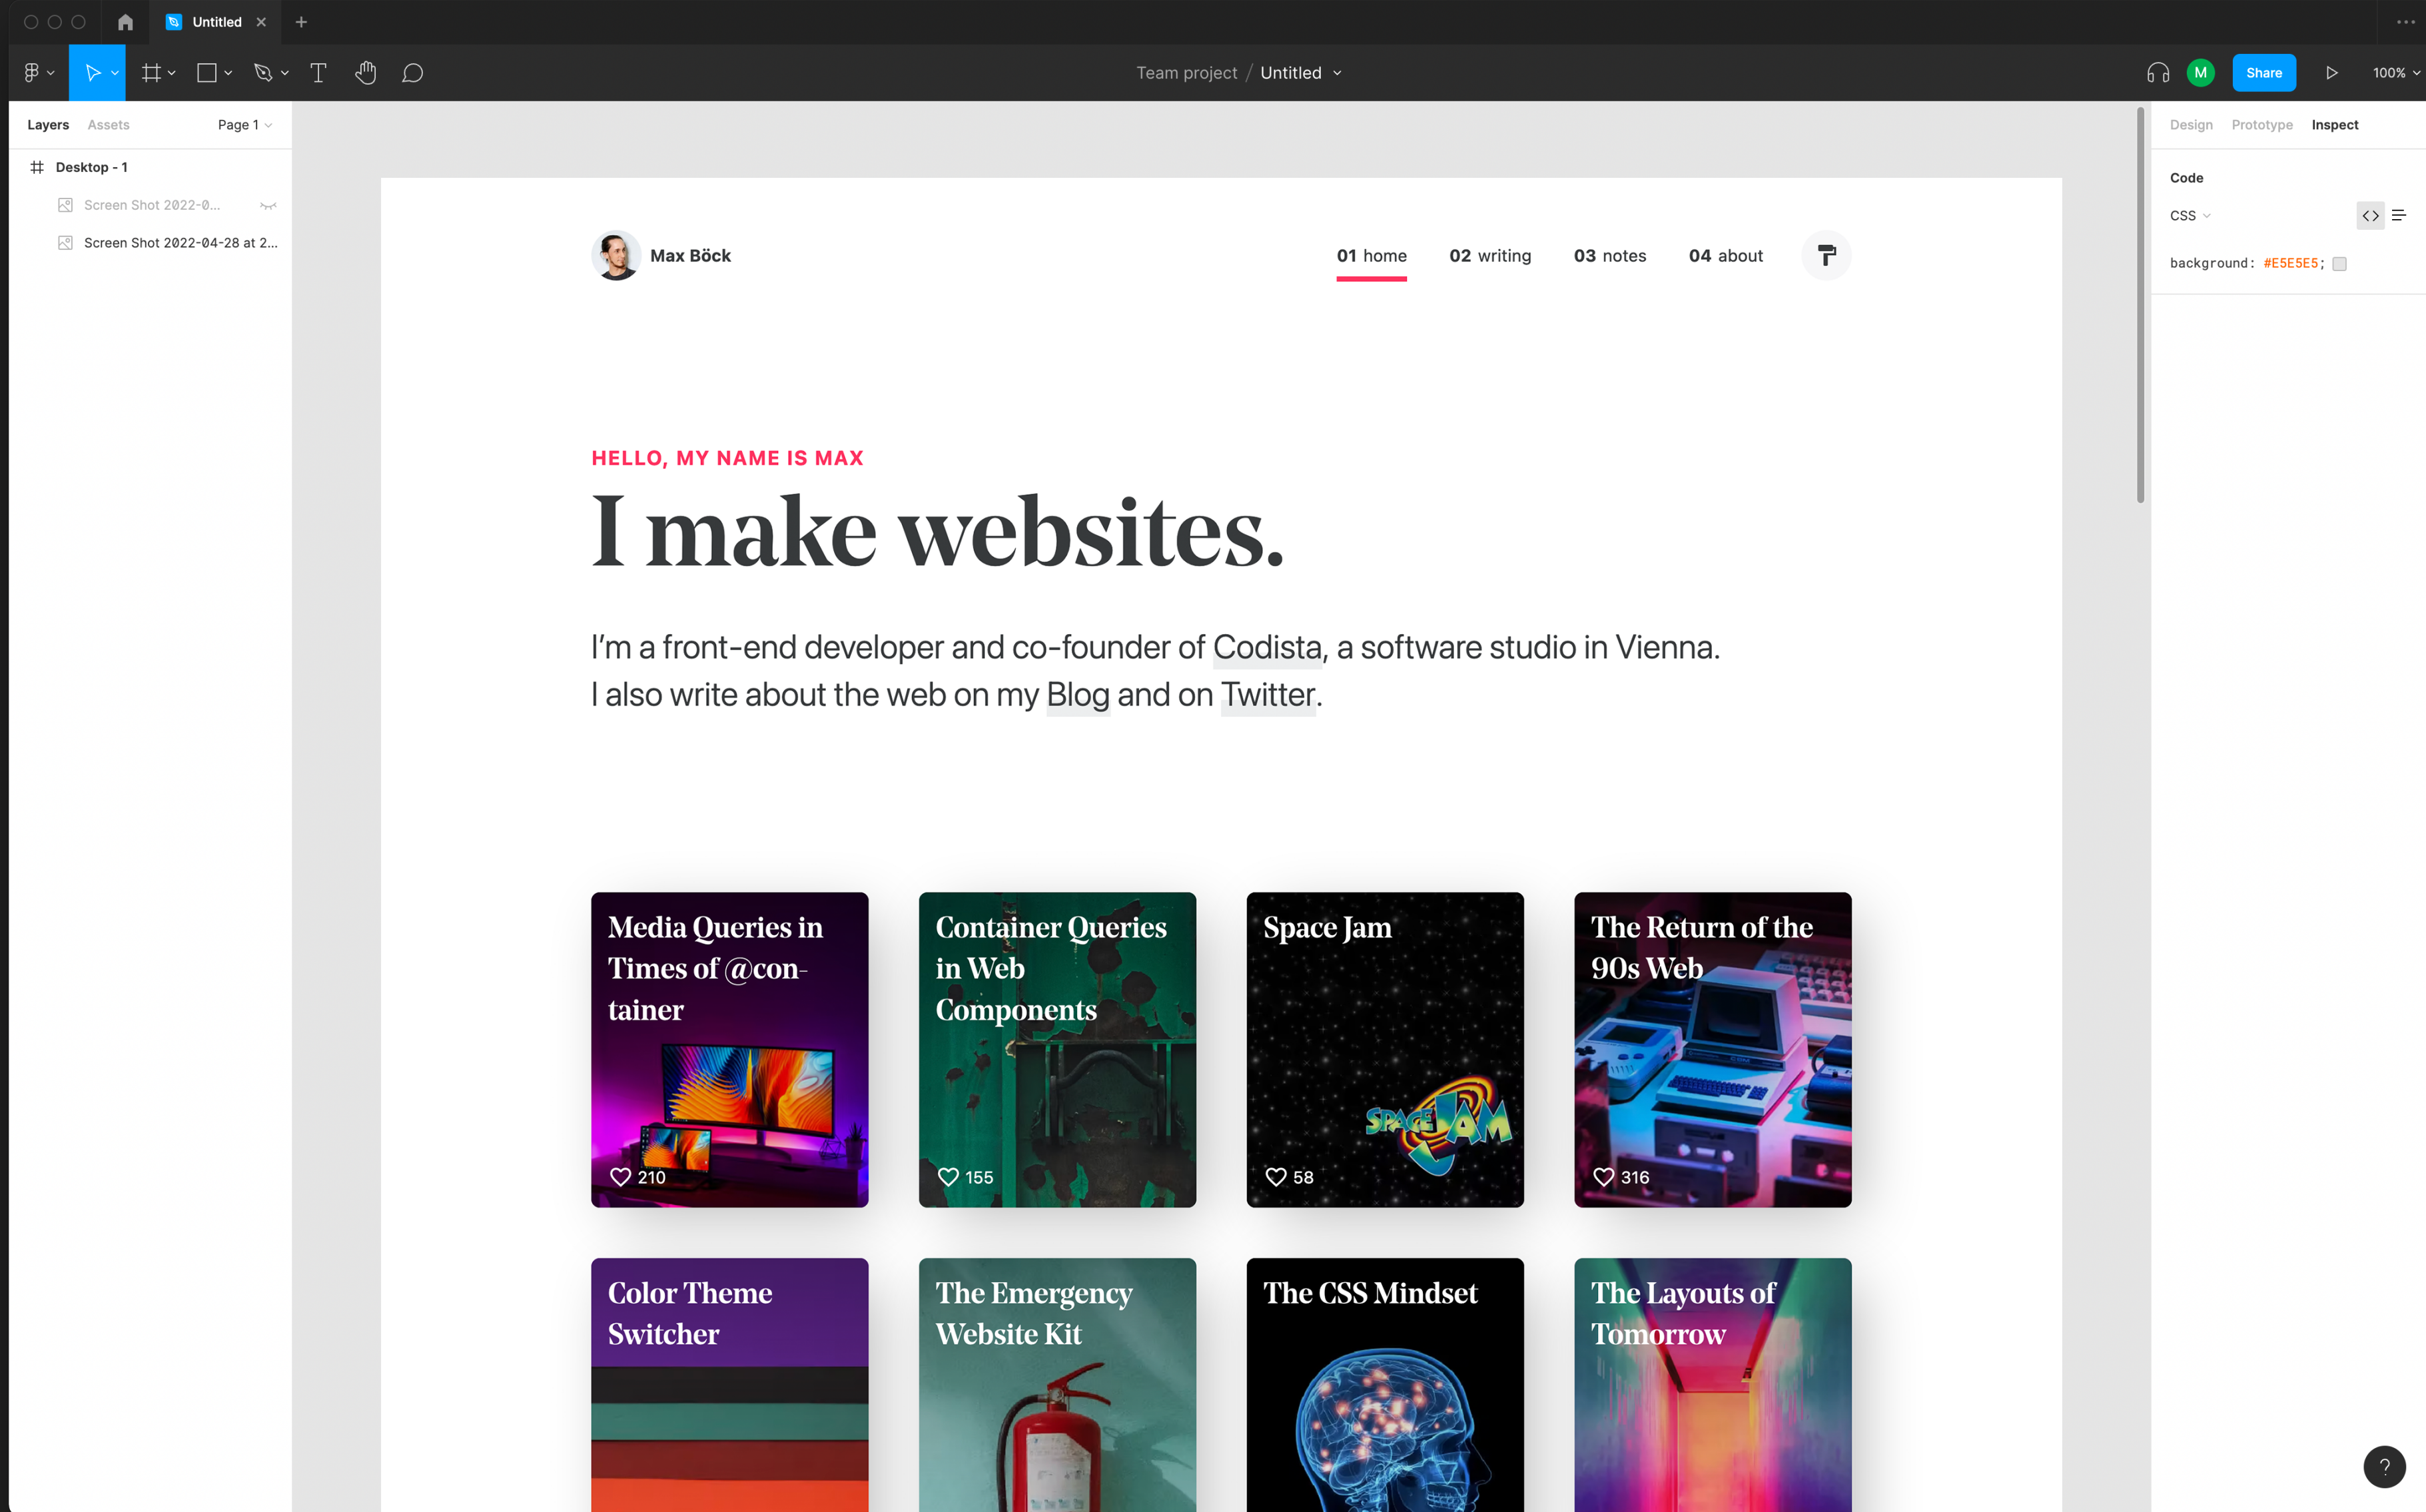 Untitled
Team project / Untitled
M
Share
100%
Layers
Assets
Page 1
Desktop - 1
Screen Shot 2022-0...
Screen Shot 2022-04-28 at 2...
Max Böck
01 home
02 writing
03 notes
04 about
HELLO, MY NAME IS MAX
I make websites.
I’m a front-end developer and co-founder of Codista, a software studio in Vienna.
I also write about the web on my Blog and on Twitter.
Media Queries in
Times of @con-
tainer
210
Container Queries
in Web
Components
155
Space Jam
SPACE JAM
58
The Return of the
90s Web
316
Color Theme
Switcher
The Emergency
Website Kit
The CSS Mindset
The Layouts of
Tomorrow
Design
Prototype
Inspect
Code
CSS
background: #E5E5E5;
?